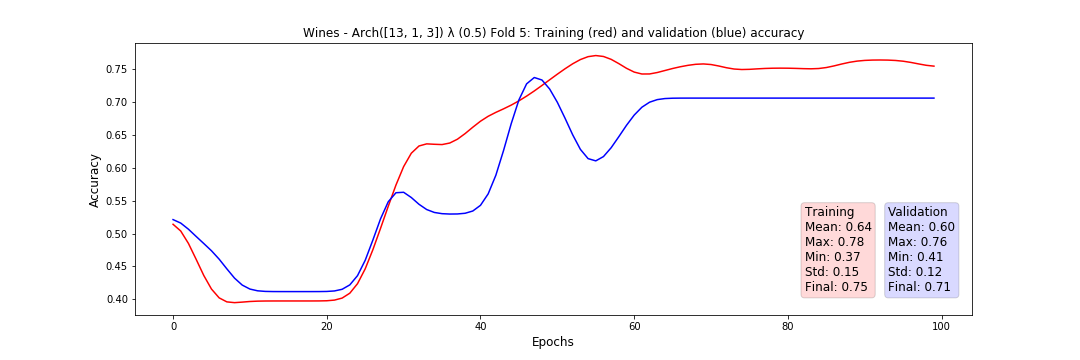 Wines - Arch([13, 1, 3]) λ (0.5) Fold 5: Training (red) and validation (blue) accuracy
Accuracy
0.75
0.70
0.65
0.60
0.55
0.50
0.45
0.40
Training
Mean: 0.64
Max: 0.78
Min: 0.37
Std: 0.15
Final: 0.75
Validation
Mean: 0.60
Max: 0.76
Min: 0.41
Std: 0.12
Final: 0.71
0 20 40 60 80 100
Epochs